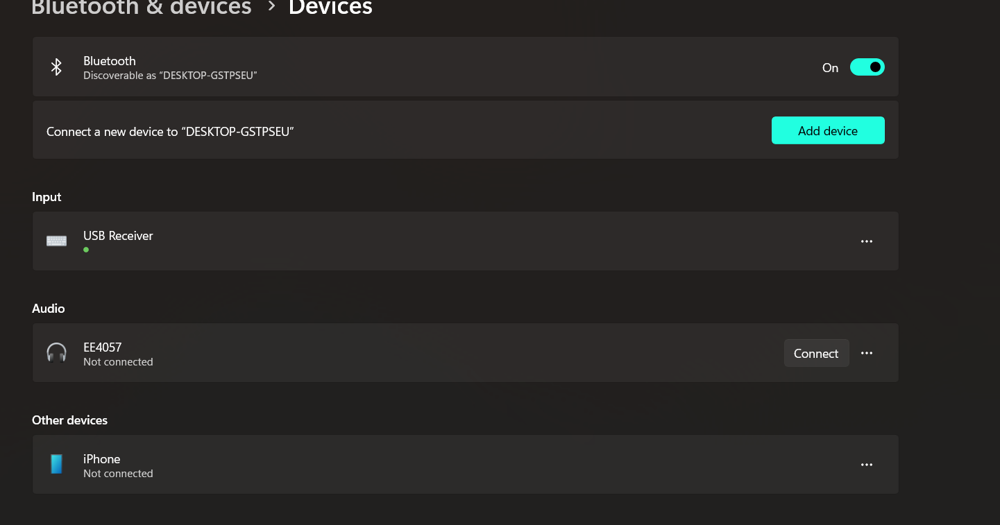 Bluetooth & devices > Devices
Bluetooth
Discoverable as “DESKTOP-GSTPSEU”
On
Connect a new device to “DESKTOP-GSTPSEU”
Add device
Input
USB Receiver
Audio
EE4057
Not connected
Connect
Other devices
iPhone
Not connected